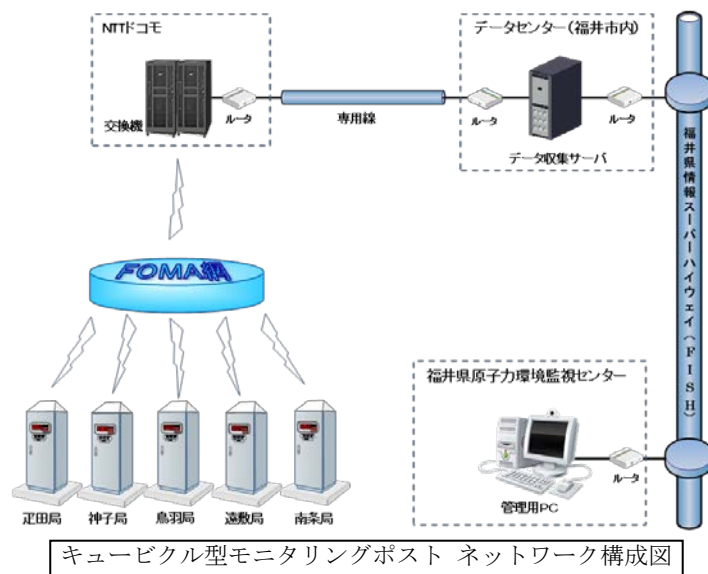 NTTドコモ
交換機
ルータ
専用線
データセンター（福井市内）
ルータ
ルータ
データ収集サーバ
福井県情報スーパーハイウェイ（FISH）
FOMA網
疋田局
神子局
鳥羽局
遠敷局
南条局
福井県原子力環境監視センター
管理用PC
ルータ
キュービクル型モニタリングポスト ネットワーク構成図